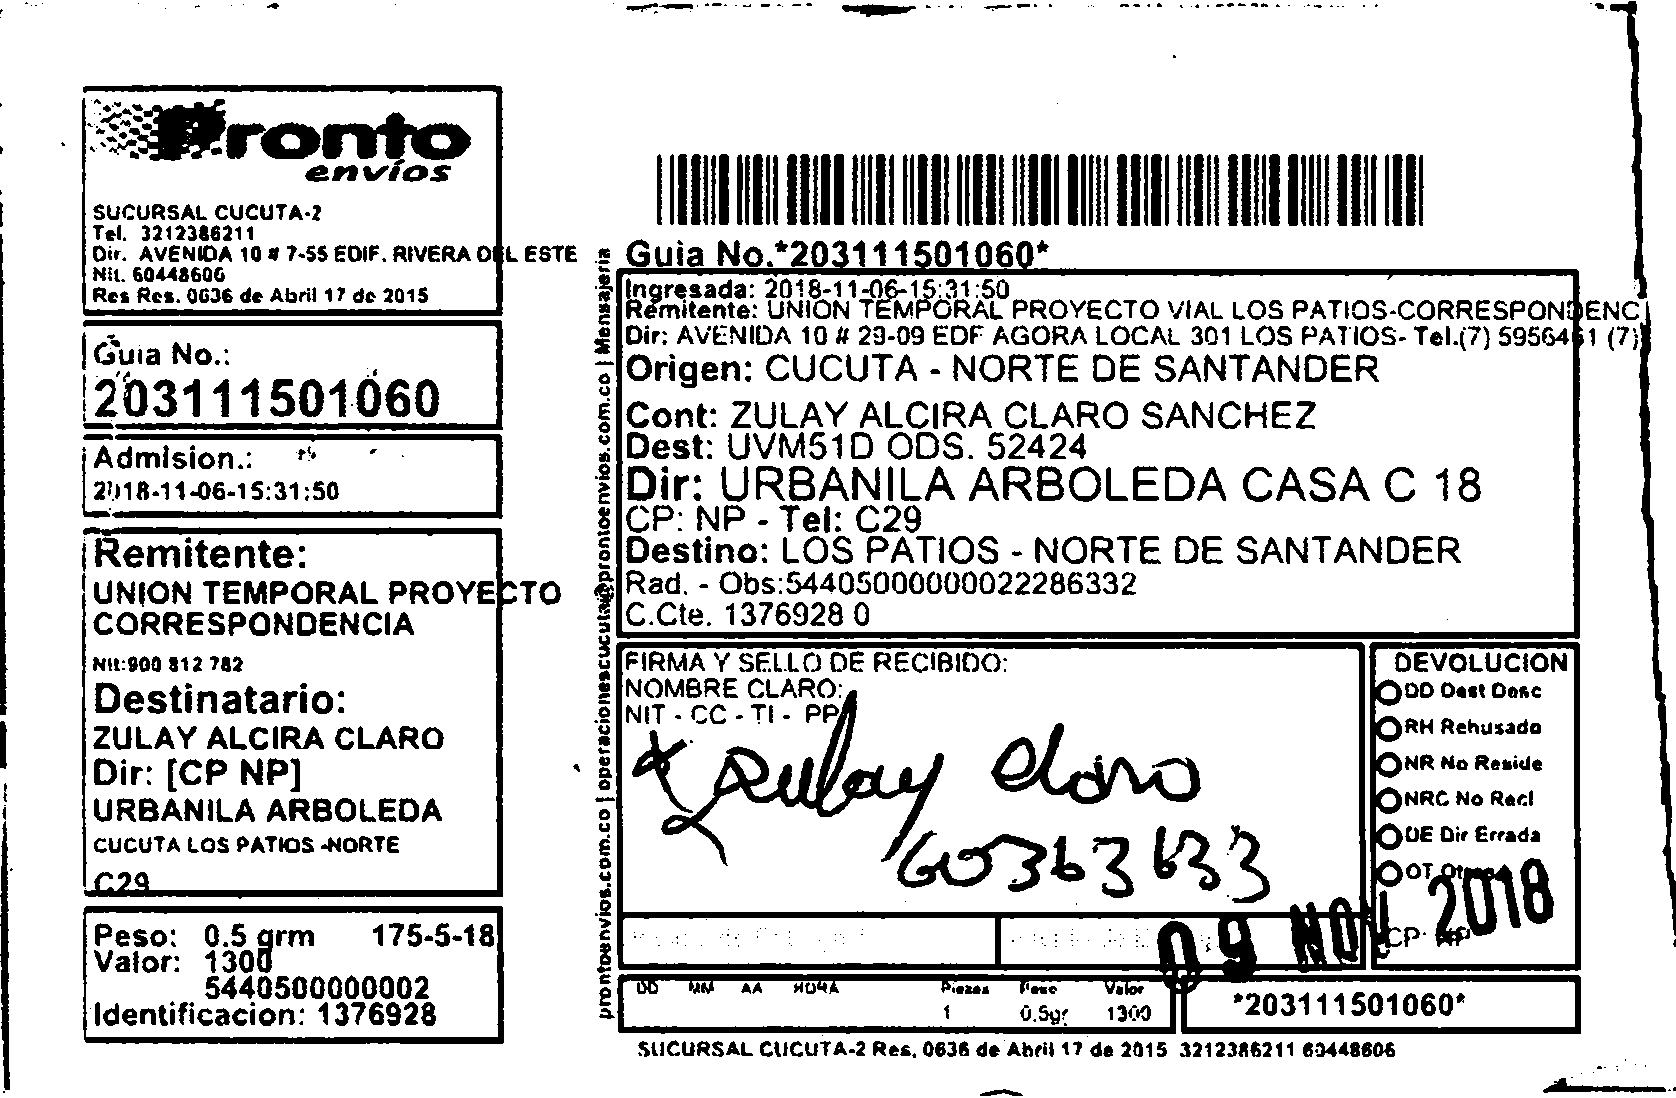 Pronto
envíos
SUCURSAL CUCUTA-2
Tel. 3212386211
Dir. AVENIDA 10 # 7-55 EDIF. RIVERA DEL ESTE
Nit. 60448606
Res Res. 0636 de Abril 17 de 2015
Guia No.:
203111501060
Admision.:
2018-11-06-15:31:50
Remitente:
UNION TEMPORAL PROYECTO
CORRESPONDENCIA
Nit:900 812 782
Destinatario:
ZULAY ALCIRA CLARO
Dir: [CP NP]
URBANILA ARBOLEDA
CUCUTA LOS PATIOS -NORTE
C29
Peso: 0.5 grm 175-5-18
Valor: 1300
5440500000002
Identificacion: 1376928
prontoenvios.com.co | operacionescucuta@prontoenvios.com.co | Mensajeria
Guia No.*203111501060*
Ingresada: 2018-11-06-15:31:50
Remitente: UNION TEMPORAL PROYECTO VIAL LOS PATIOS-CORRESPONDENCI
Dir: AVENIDA 10 # 29-09 EDF AGORA LOCAL 301 LOS PATIOS- Tel.(7) 5956461 (7)
Origen: CUCUTA - NORTE DE SANTANDER
Cont: ZULAY ALCIRA CLARO SANCHEZ
Dest: UVM51D ODS. 52424
Dir: URBANILA ARBOLEDA CASA C 18
CP: NP - Tel: C29
Destino: LOS PATIOS - NORTE DE SANTANDER
Rad. - Obs:54405000000022286332
C.Cte. 1376928 0
FIRMA Y SELLO DE RECIBIDO:
NOMBRE CLARO:
NIT - CC - TI - PP
Zulay Claro
60363633
DEVOLUCION
DD Dest Desc
RH Rehusado
NR No Reside
NRC No Recl
DE Dir Errada
OT Otros
CP: NP
09 NOV 2018
DD MM AA HORA Piezas Peso Valor
1 0.5gr 1300
*203111501060*
SUCURSAL CUCUTA-2 Res. 0636 de Abril 17 de 2015 3212386211 60448606